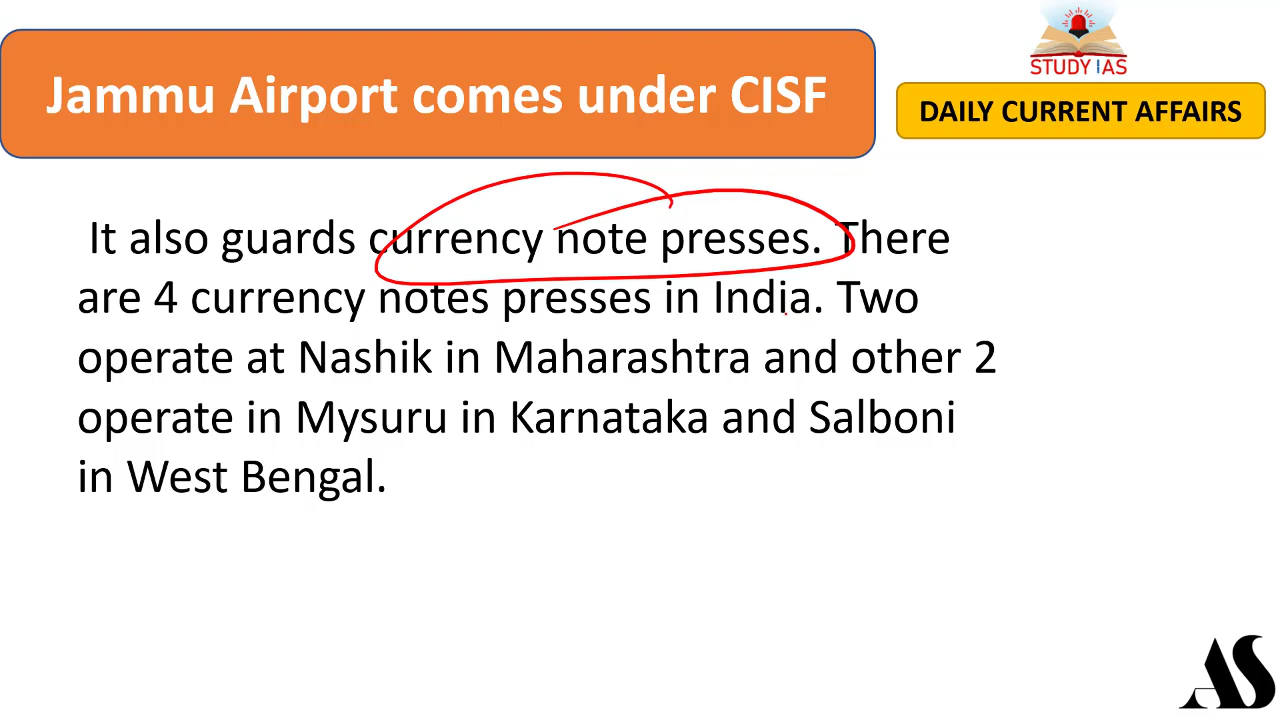 STUDY IAS
Jammu Airport comes under CISF
DAILY CURRENT AFFAIRS
It also guards currency note presses. There
are 4 currency notes presses in India. Two
operate at Nashik in Maharashtra and other 2
operate in Mysuru in Karnataka and Salboni
in West Bengal.
AS